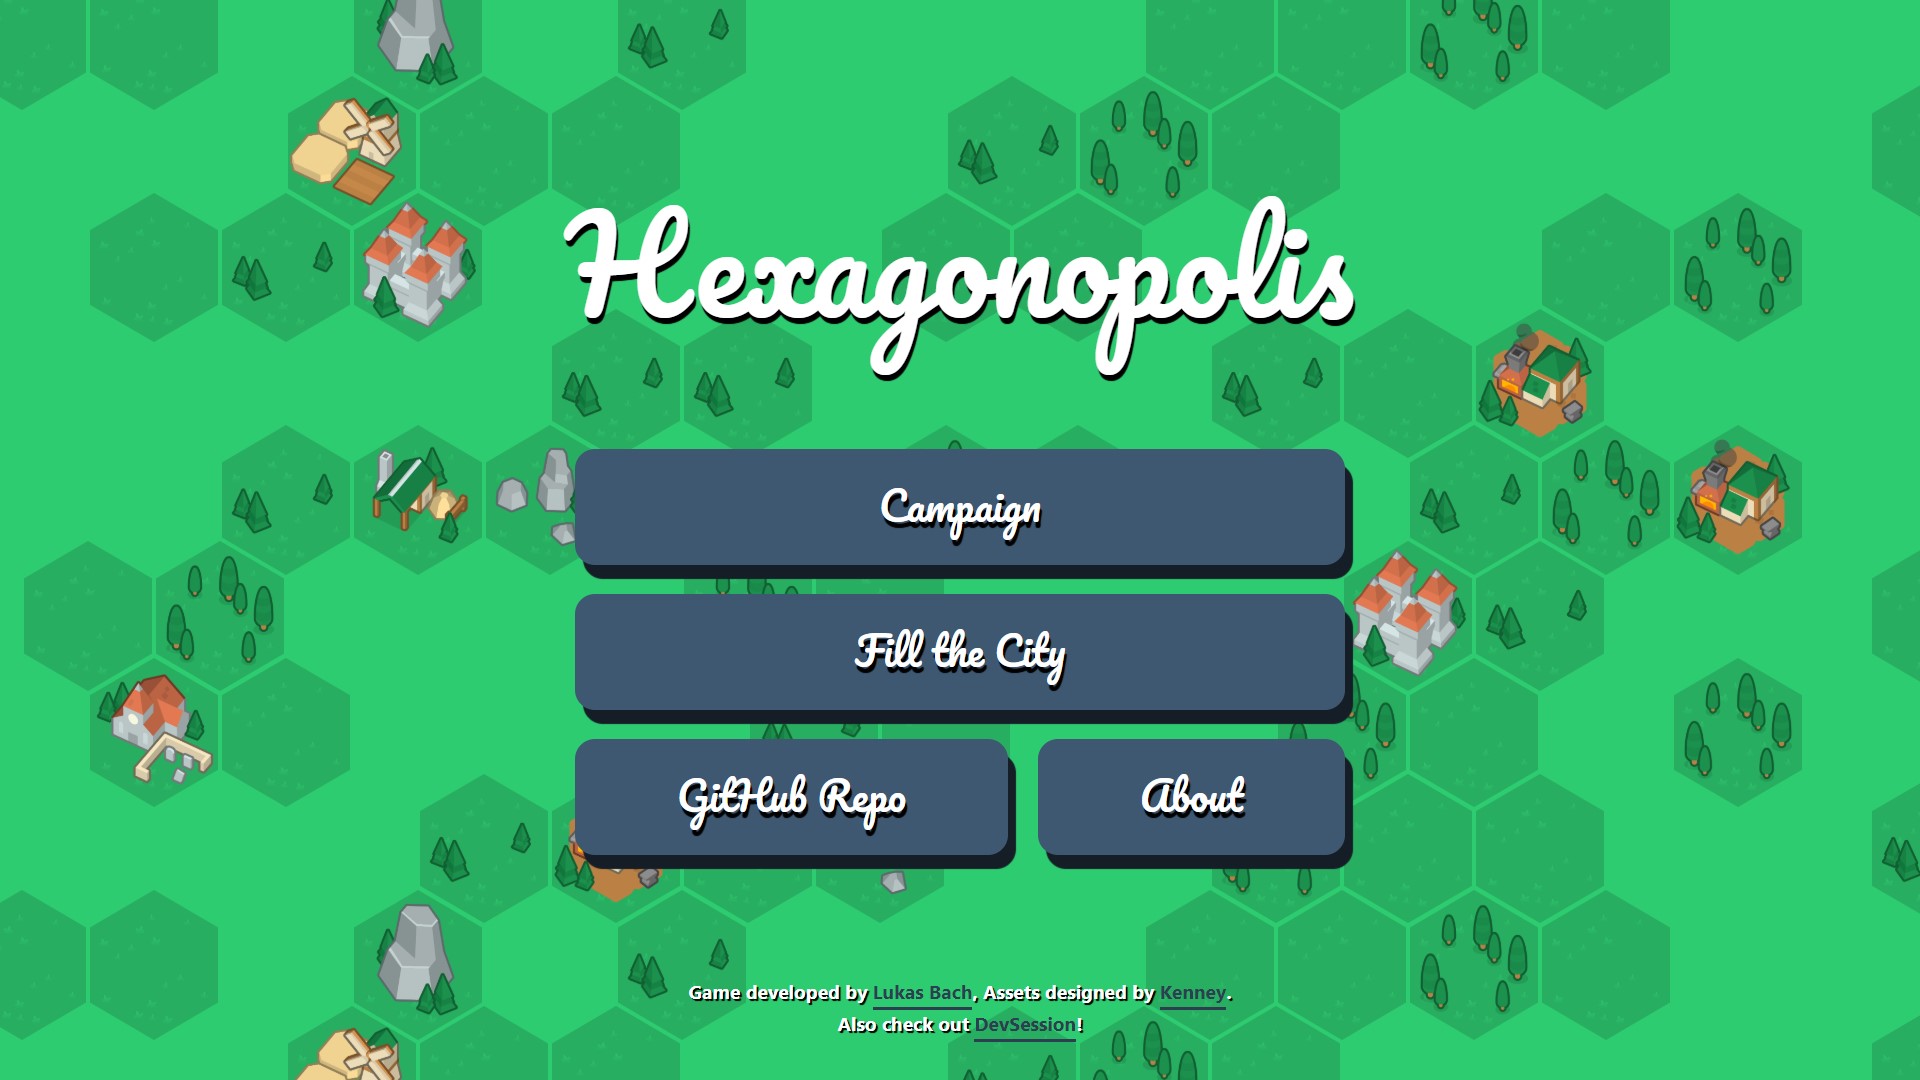 Hexagonopolis
Campaign
Fill the City
GitHub Repo
About
Game developed by Lukas Bach, Assets designed by Kenney.
Also check out DevSession!